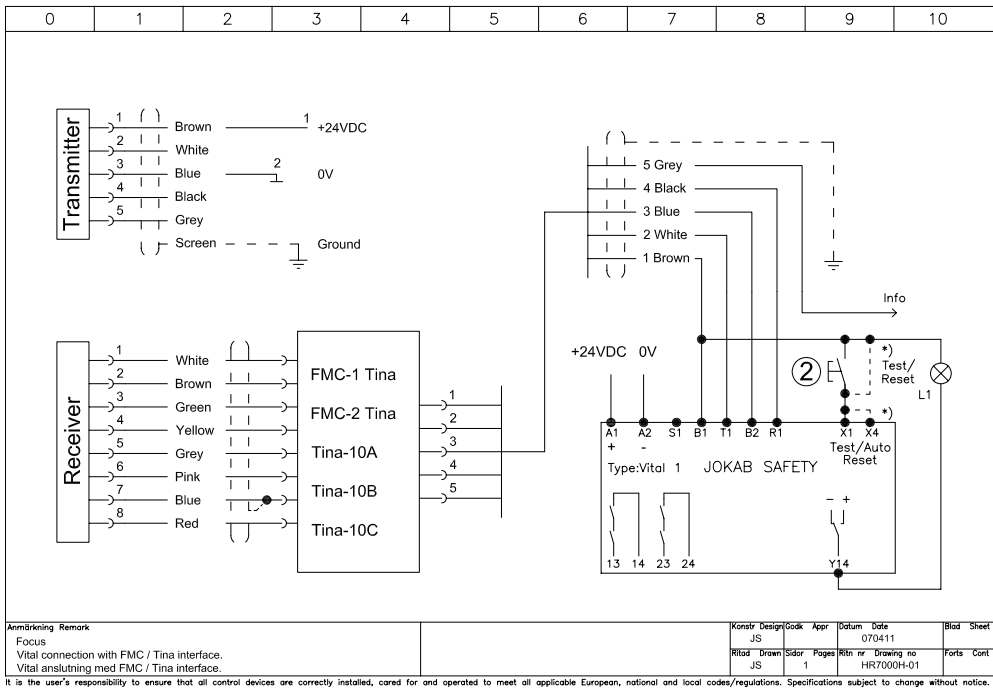 0 1 2 3 4 5 6 7 8 9 10
Transmitter
1 Brown 1 +24VDC
2 White
3 Blue 2 0V
4 Black
5 Grey
Screen Ground
5 Grey
4 Black
3 Blue
2 White
1 Brown
Info
Receiver
1 White
2 Brown
3 Green
4 Yellow
5 Grey
6 Pink
7 Blue
8 Red
FMC-1 Tina
FMC-2 Tina
Tina-10A
Tina-10B
Tina-10C
1
2
3
4
5
+24VDC 0V
2
*)
Test/
Reset
L1
*)
A1 A2 S1 B1 T1 B2 R1 X1 X4
+ -
Test/Auto
Reset
Type:Vital 1 JOKAB SAFETY
- +
13 14 23 24 Y14
Anmärkning Remark
Focus
Vital connection with FMC / Tina interface.
Vital anslutning med FMC / Tina interface.
Konstr Design Godk Appr Datum Date Blad Sheet
JS 070411
Ritad Drawn Sidor Pages Ritn nr Drawing no Forts Cont
JS 1 HR7000H-01
It is the user's responsibility to ensure that all control devices are correctly installed, cared for and operated to meet all applicable European, national and local codes/regulations. Specifications subject to change without notice.